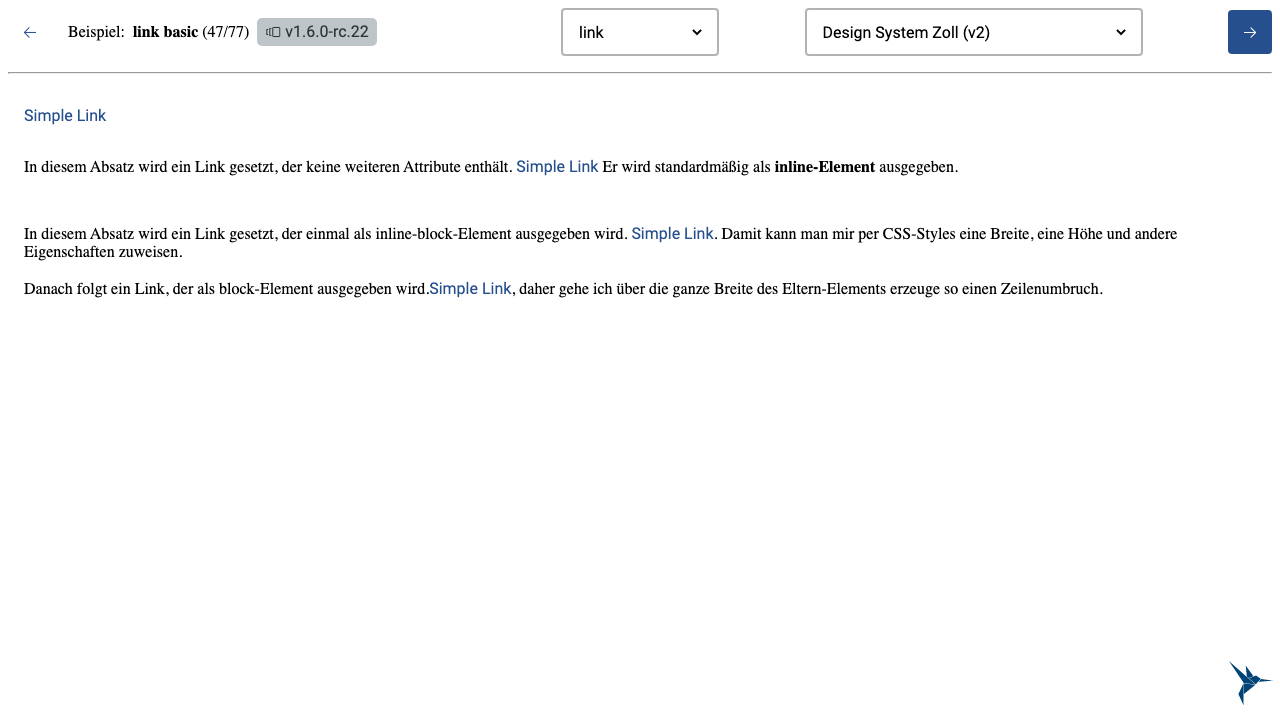 Beispiel: link basic (47/77) v1.6.0-rc.22 link Design System Zoll (v2)
Simple Link
In diesem Absatz wird ein Link gesetzt, der keine weiteren Attribute enthält. Simple Link Er wird standardmäßig als inline-Element ausgegeben.
In diesem Absatz wird ein Link gesetzt, der einmal als inline-block-Element ausgegeben wird. Simple Link. Damit kann man mir per CSS-Styles eine Breite, eine Höhe und andere
Eigenschaften zuweisen.
Danach folgt ein Link, der als block-Element ausgegeben wird.Simple Link, daher gehe ich über die ganze Breite des Eltern-Elements erzeuge so einen Zeilenumbruch.